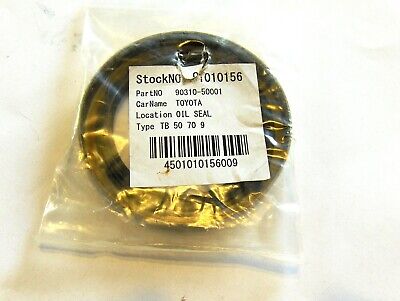 StockNO 01010156
PartNO 90310-50001
CarName TOYOTA
Location OIL SEAL
Type TB 50 70 9
4501010156009